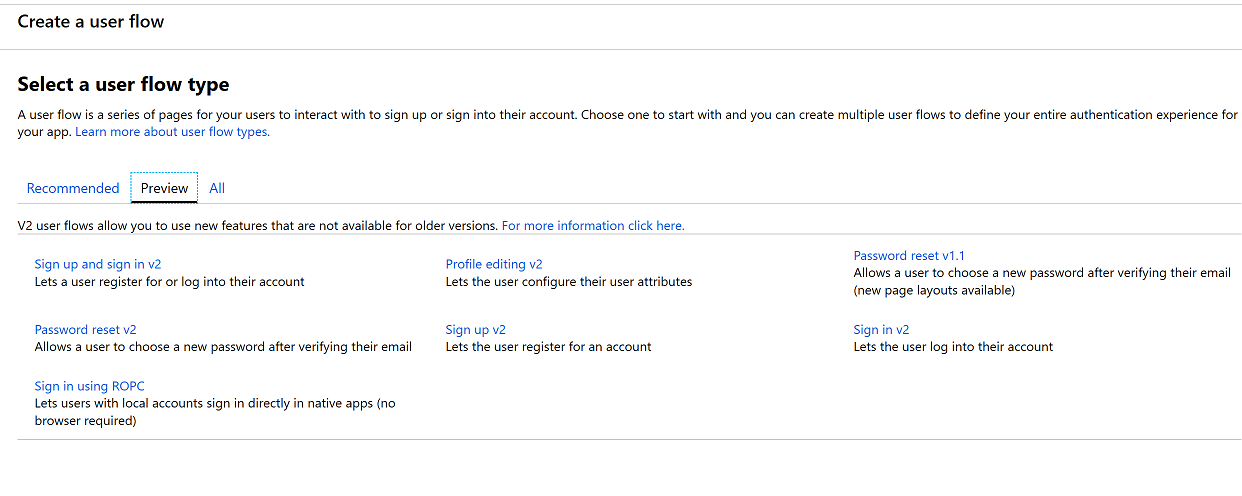 Create a user flow
Select a user flow type
A user flow is a series of pages for your users to interact with to sign up or sign into their account. Choose one to start with and you can create multiple user flows to define your entire authentication experience for
your app. Learn more about user flow types.
Recommended Preview All
V2 user flows allow you to use new features that are not available for older versions. For more information click here.
Sign up and sign in v2
Lets a user register for or log into their account
Profile editing v2
Lets the user configure their user attributes
Password reset v1.1
Allows a user to choose a new password after verifying their email
(new page layouts available)
Password reset v2
Allows a user to choose a new password after verifying their email
Sign up v2
Lets the user register for an account
Sign in v2
Lets the user log into their account
Sign in using ROPC
Lets users with local accounts sign in directly in native apps (no
browser required)